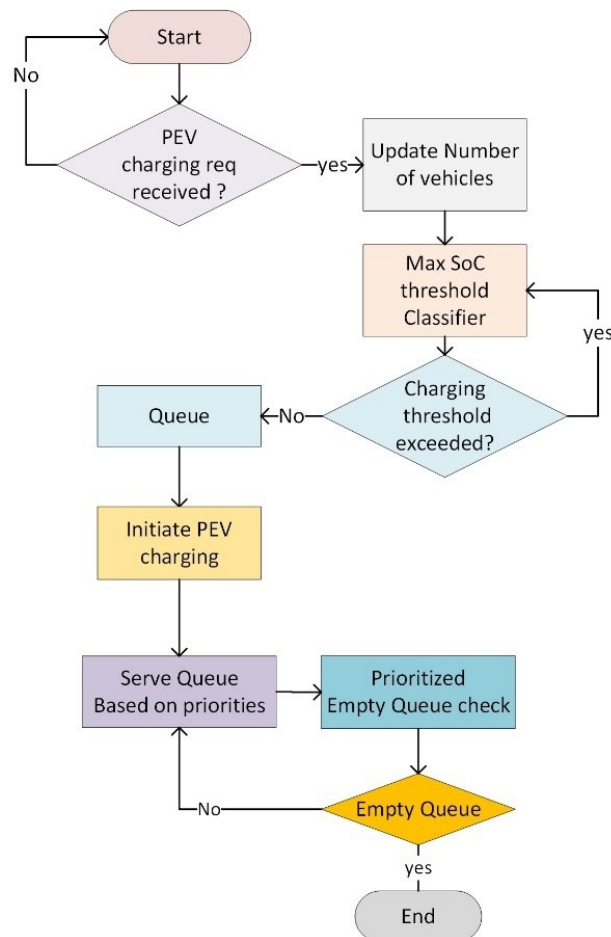 Start
No
PEV
charging req
received ?
yes
Update Number
of vehicles
Max SoC
threshold
Classifier
yes
Charging
threshold
exceeded?
No
Queue
Initiate PEV
charging
Serve Queue
Based on priorities
Prioritized
Empty Queue check
Empty Queue
No
yes
End